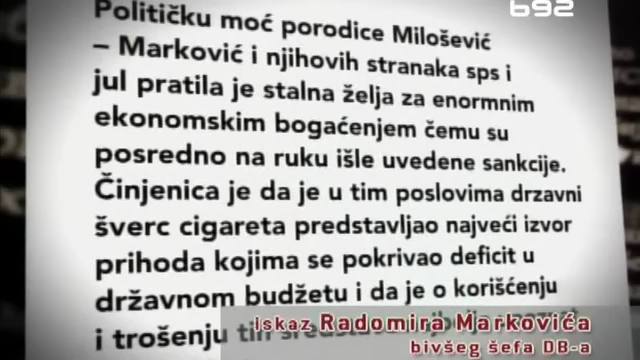 B92
Političku moć porodice Milošević
– Marković i njihovih stranaka sps i
jul pratila je stalna želja za enormnim
ekonomskim bogaćenjem čemu su
posredno na ruku išle uvedene sankcije.
Činjenica je da je u tim poslovima drzavni
šverc cigareta predstavljao najveći izvor
prihoda kojima se pokrivao deficit u
državnom budžetu i da je o korišćenju
i trošenju tih
Iskaz Radomira Markovića
bivšeg šefa DB-a